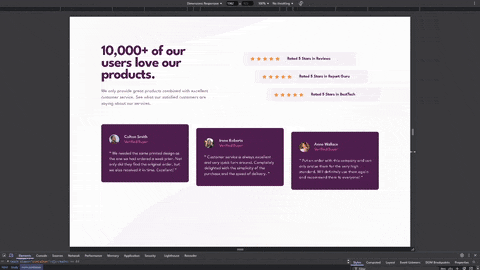 Dimensions: Responsive
10,000+ of our
users love our
products.
We only provide great products combined with excellent
customer service. See what our satisfied customers are
saying about our services.
Rated 5 Stars in Reviews
Rated 5 Stars in Report Guru
Rated 5 Stars in BestTech
Colton Smith
Verified Buyer
" We needed the same printed design as
the one we had ordered a week prior. Not
only did they find the original order, but
we also received it in time. Excellent! "
Irene Roberts
Verified Buyer
" Customer service is always excellent
and very quick turn around. Completely
delighted with the simplicity of the
purchase and the speed of delivery. "
Anne Wallace
Verified Buyer
" Put an order with this company and can
only praise them for the very high
standard. Will definitely use them again
and recommend them to everyone! "
Elements Console Sources Network Performance Memory Application Security Lighthouse Recorder
Styles Computed Layout Event Listeners DOM Breakpoints Properties